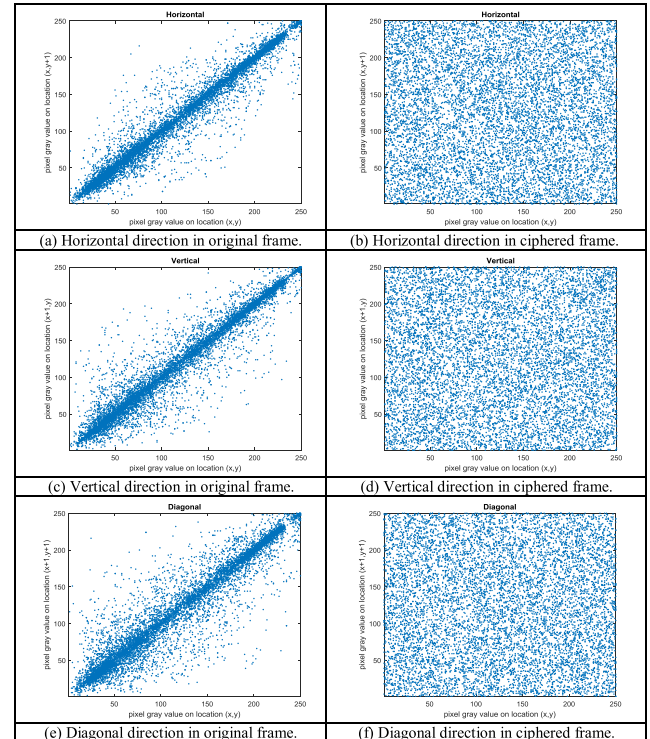 Horizontal
250
200
150
100
50
50 100 150 200 250
pixel gray value on location (x,y+1)
pixel gray value on location (x,y)
Horizontal
250
200
150
100
50
50 100 150 200 250
pixel gray value on location (x,y+1)
pixel gray value on location (x,y)
(a) Horizontal direction in original frame.
(b) Horizontal direction in ciphered frame.
Vertical
250
200
150
100
50
50 100 150 200 250
pixel gray value on location (x+1,y)
pixel gray value on location (x,y)
Vertical
250
200
150
100
50
50 100 150 200 250
pixel gray value on location (x+1,y)
pixel gray value on location (x,y)
(c) Vertical direction in original frame.
(d) Vertical direction in ciphered frame.
Diagonal
250
200
150
100
50
50 100 150 200 250
pixel gray value on location (x+1,y+1)
pixel gray value on location (x,y)
Diagonal
250
200
150
100
50
50 100 150 200 250
pixel gray value on location (x+1,y+1)
pixel gray value on location (x,y)
(e) Diagonal direction in original frame.
(f) Diagonal direction in ciphered frame.